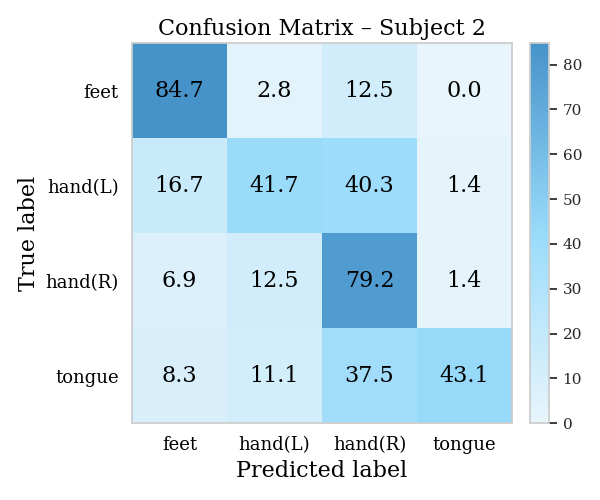 Confusion Matrix – Subject 2
True label
feet 84.7 2.8 12.5 0.0
hand(L) 16.7 41.7 40.3 1.4
hand(R) 6.9 12.5 79.2 1.4
tongue 8.3 11.1 37.5 43.1
feet hand(L) hand(R) tongue
Predicted label
80
70
60
50
40
30
20
10
0